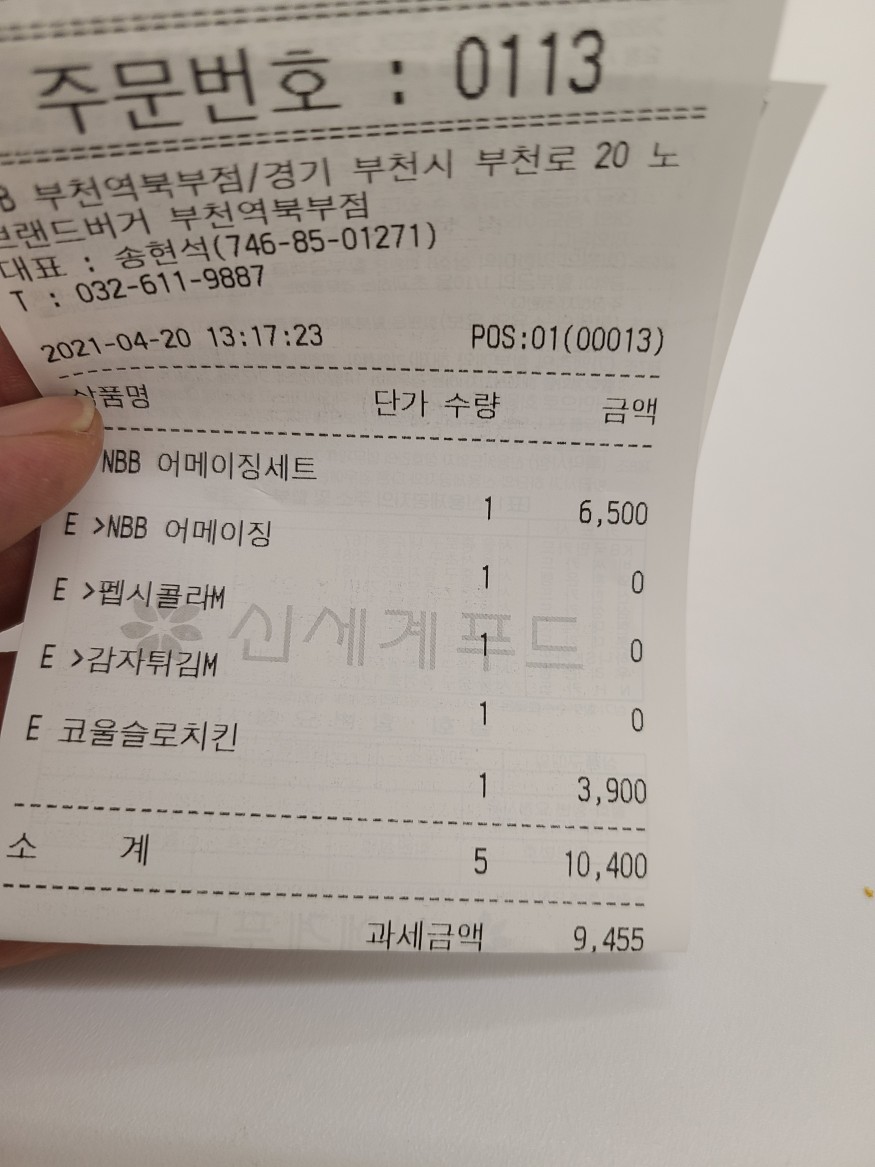 주문번호 : 0113
B 부천역북부점/경기 부천시 부천로 20 노
브랜드버거 부천역북부점
대표 : 송현석(746-85-01271)
T : 032-611-9887
2021-04-20 13:17:23 POS:01(00013)
상품명 단가 수량 금액
NBB 어메이징세트
1 6,500
E >NBB 어메이징
1 0
E >펩시콜라M
1 0
E >감자튀김M
1 0
E 코울슬로치킨
1 3,900
소 계 5 10,400
과세금액 9,455
신세계푸드